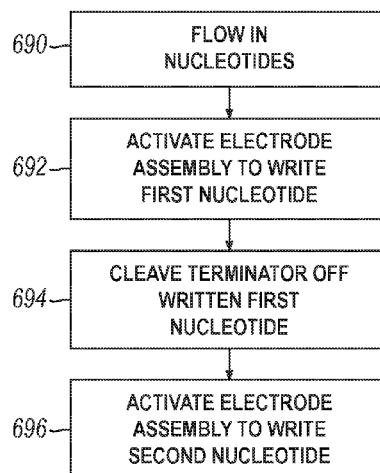 690
FLOW IN
NUCLEOTIDES
692
ACTIVATE ELECTRODE
ASSEMBLY TO WRITE
FIRST NUCLEOTIDE
694
CLEAVE TERMINATOR OFF
WRITTEN FIRST
NUCLEOTIDE
696
ACTIVATE ELECTRODE
ASSEMBLY TO WRITE
SECOND NUCLEOTIDE